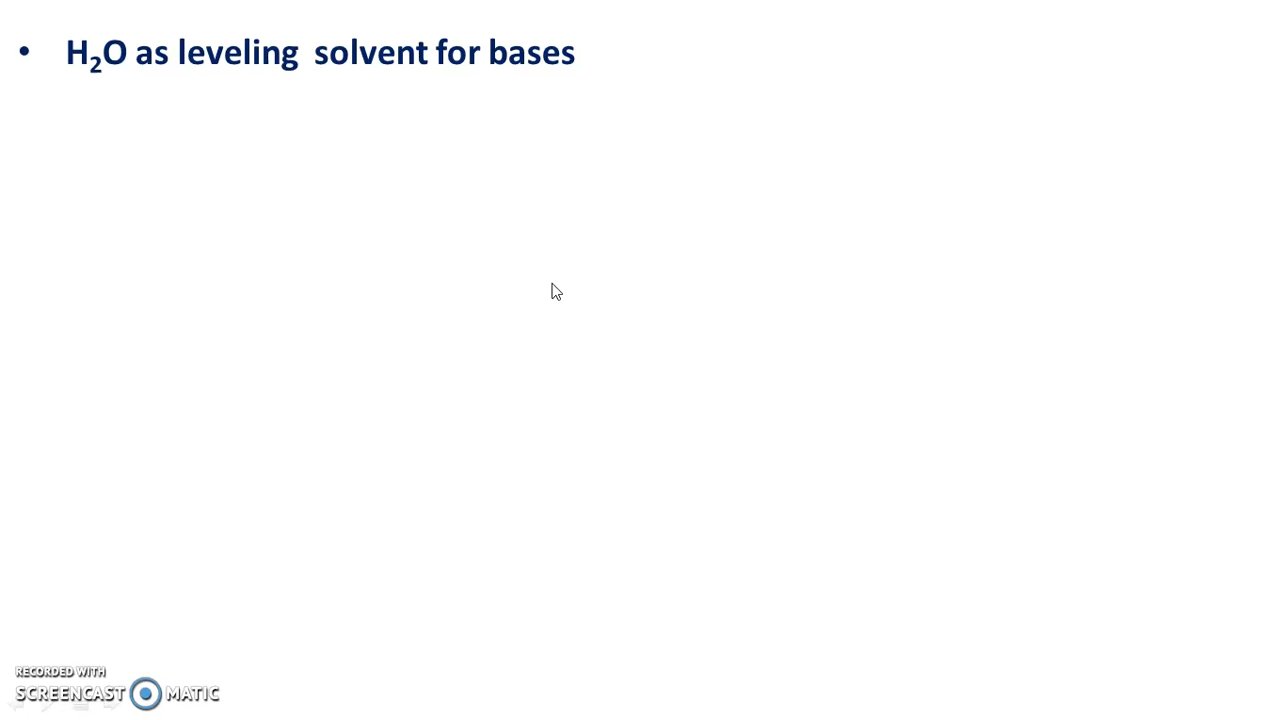 • H₂O as leveling  solvent for bases
RECORDED WITH
SCREENCAST MATIC